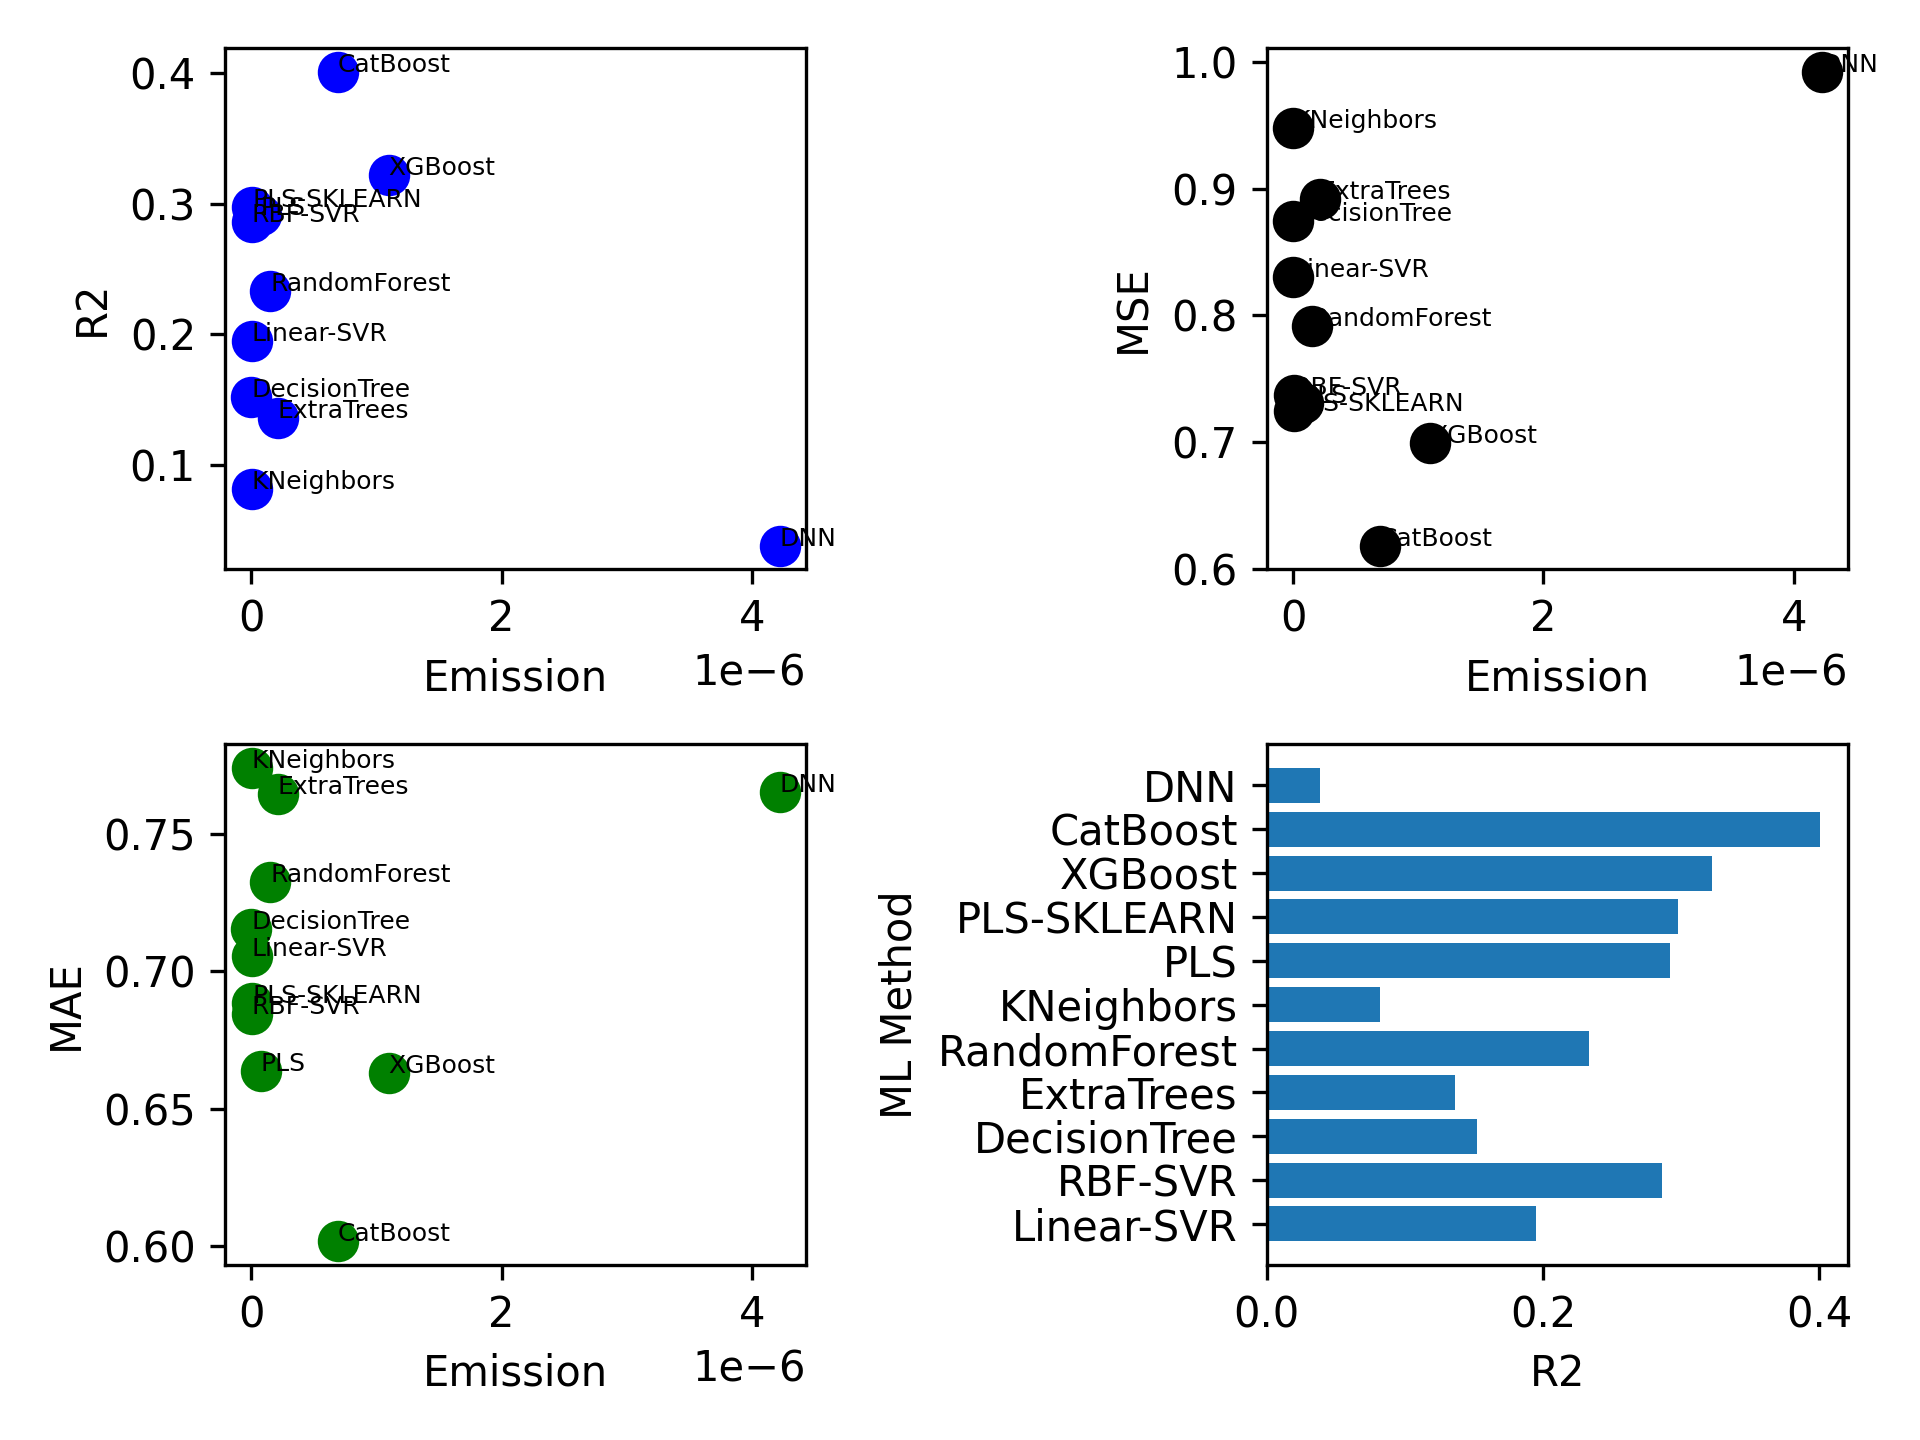 0.4
0.3
0.2
0.1
R2
CatBoost
XGBoost
PLS-SKLEARN
PLS
RBF-SVR
RandomForest
Linear-SVR
DecisionTree
ExtraTrees
KNeighbors
DNN
0
2
4
Emission
1e−6
1.0
0.9
0.8
0.7
0.6
MSE
DNN
KNeighbors
ExtraTrees
DecisionTree
Linear-SVR
RandomForest
RBF-SVR
PLS
PLS-SKLEARN
XGBoost
CatBoost
0
2
4
Emission
1e−6
0.75
0.70
0.65
0.60
MAE
KNeighbors
ExtraTrees
DNN
RandomForest
DecisionTree
Linear-SVR
PLS-SKLEARN
RBF-SVR
PLS
XGBoost
CatBoost
0
2
4
Emission
1e−6
ML Method
DNN
CatBoost
XGBoost
PLS-SKLEARN
PLS
KNeighbors
RandomForest
ExtraTrees
DecisionTree
RBF-SVR
Linear-SVR
0.0
0.2
0.4
R2